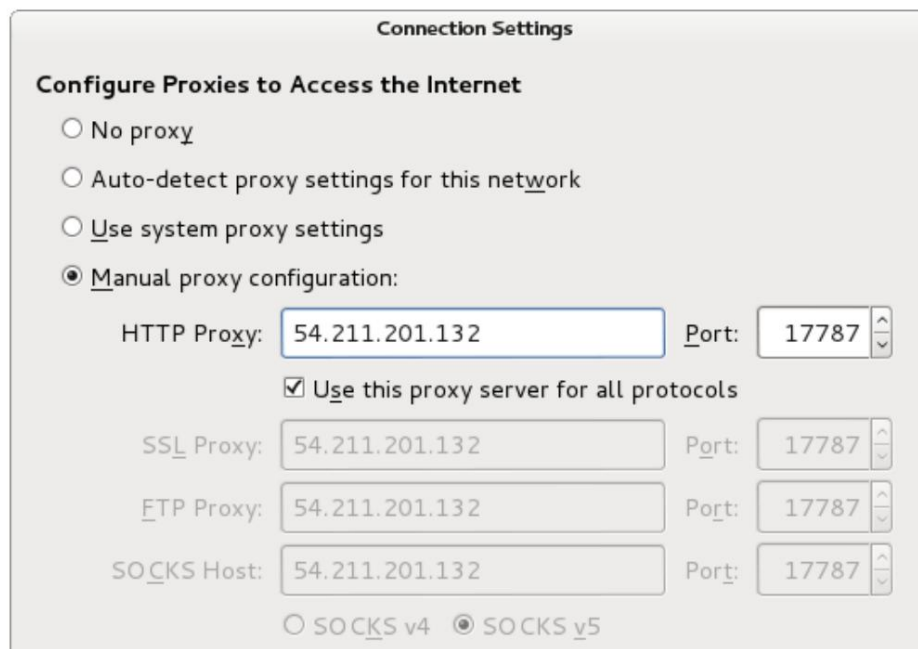 Connection Settings
Configure Proxies to Access the Internet
No proxy
Auto-detect proxy settings for this network
Use system proxy settings
Manual proxy configuration:
HTTP Proxy: 54.211.201.132 Port: 17787
Use this proxy server for all protocols
SSL Proxy: 54.211.201.132 Port: 17787
FTP Proxy: 54.211.201.132 Port: 17787
SOCKS Host: 54.211.201.132 Port: 17787
SOCKS v4 SOCKS v5